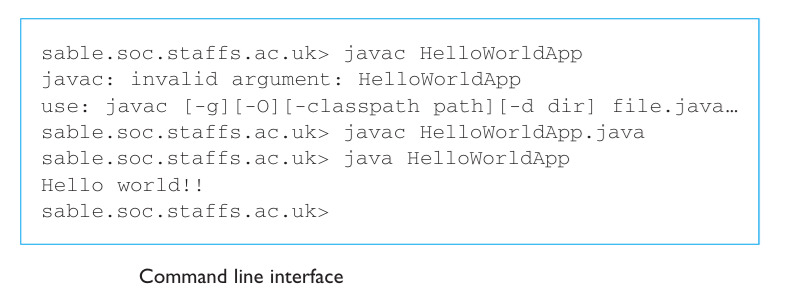 sable.soc.staffs.ac.uk> javac HelloWorldApp
javac: invalid argument: HelloWorldApp
use: javac [-g][-O][-classpath path][-d dir] file.java…
sable.soc.staffs.ac.uk> javac HelloWorldApp.java
sable.soc.staffs.ac.uk> java HelloWorldApp
Hello world!!
sable.soc.staffs.ac.uk>
Command line interface